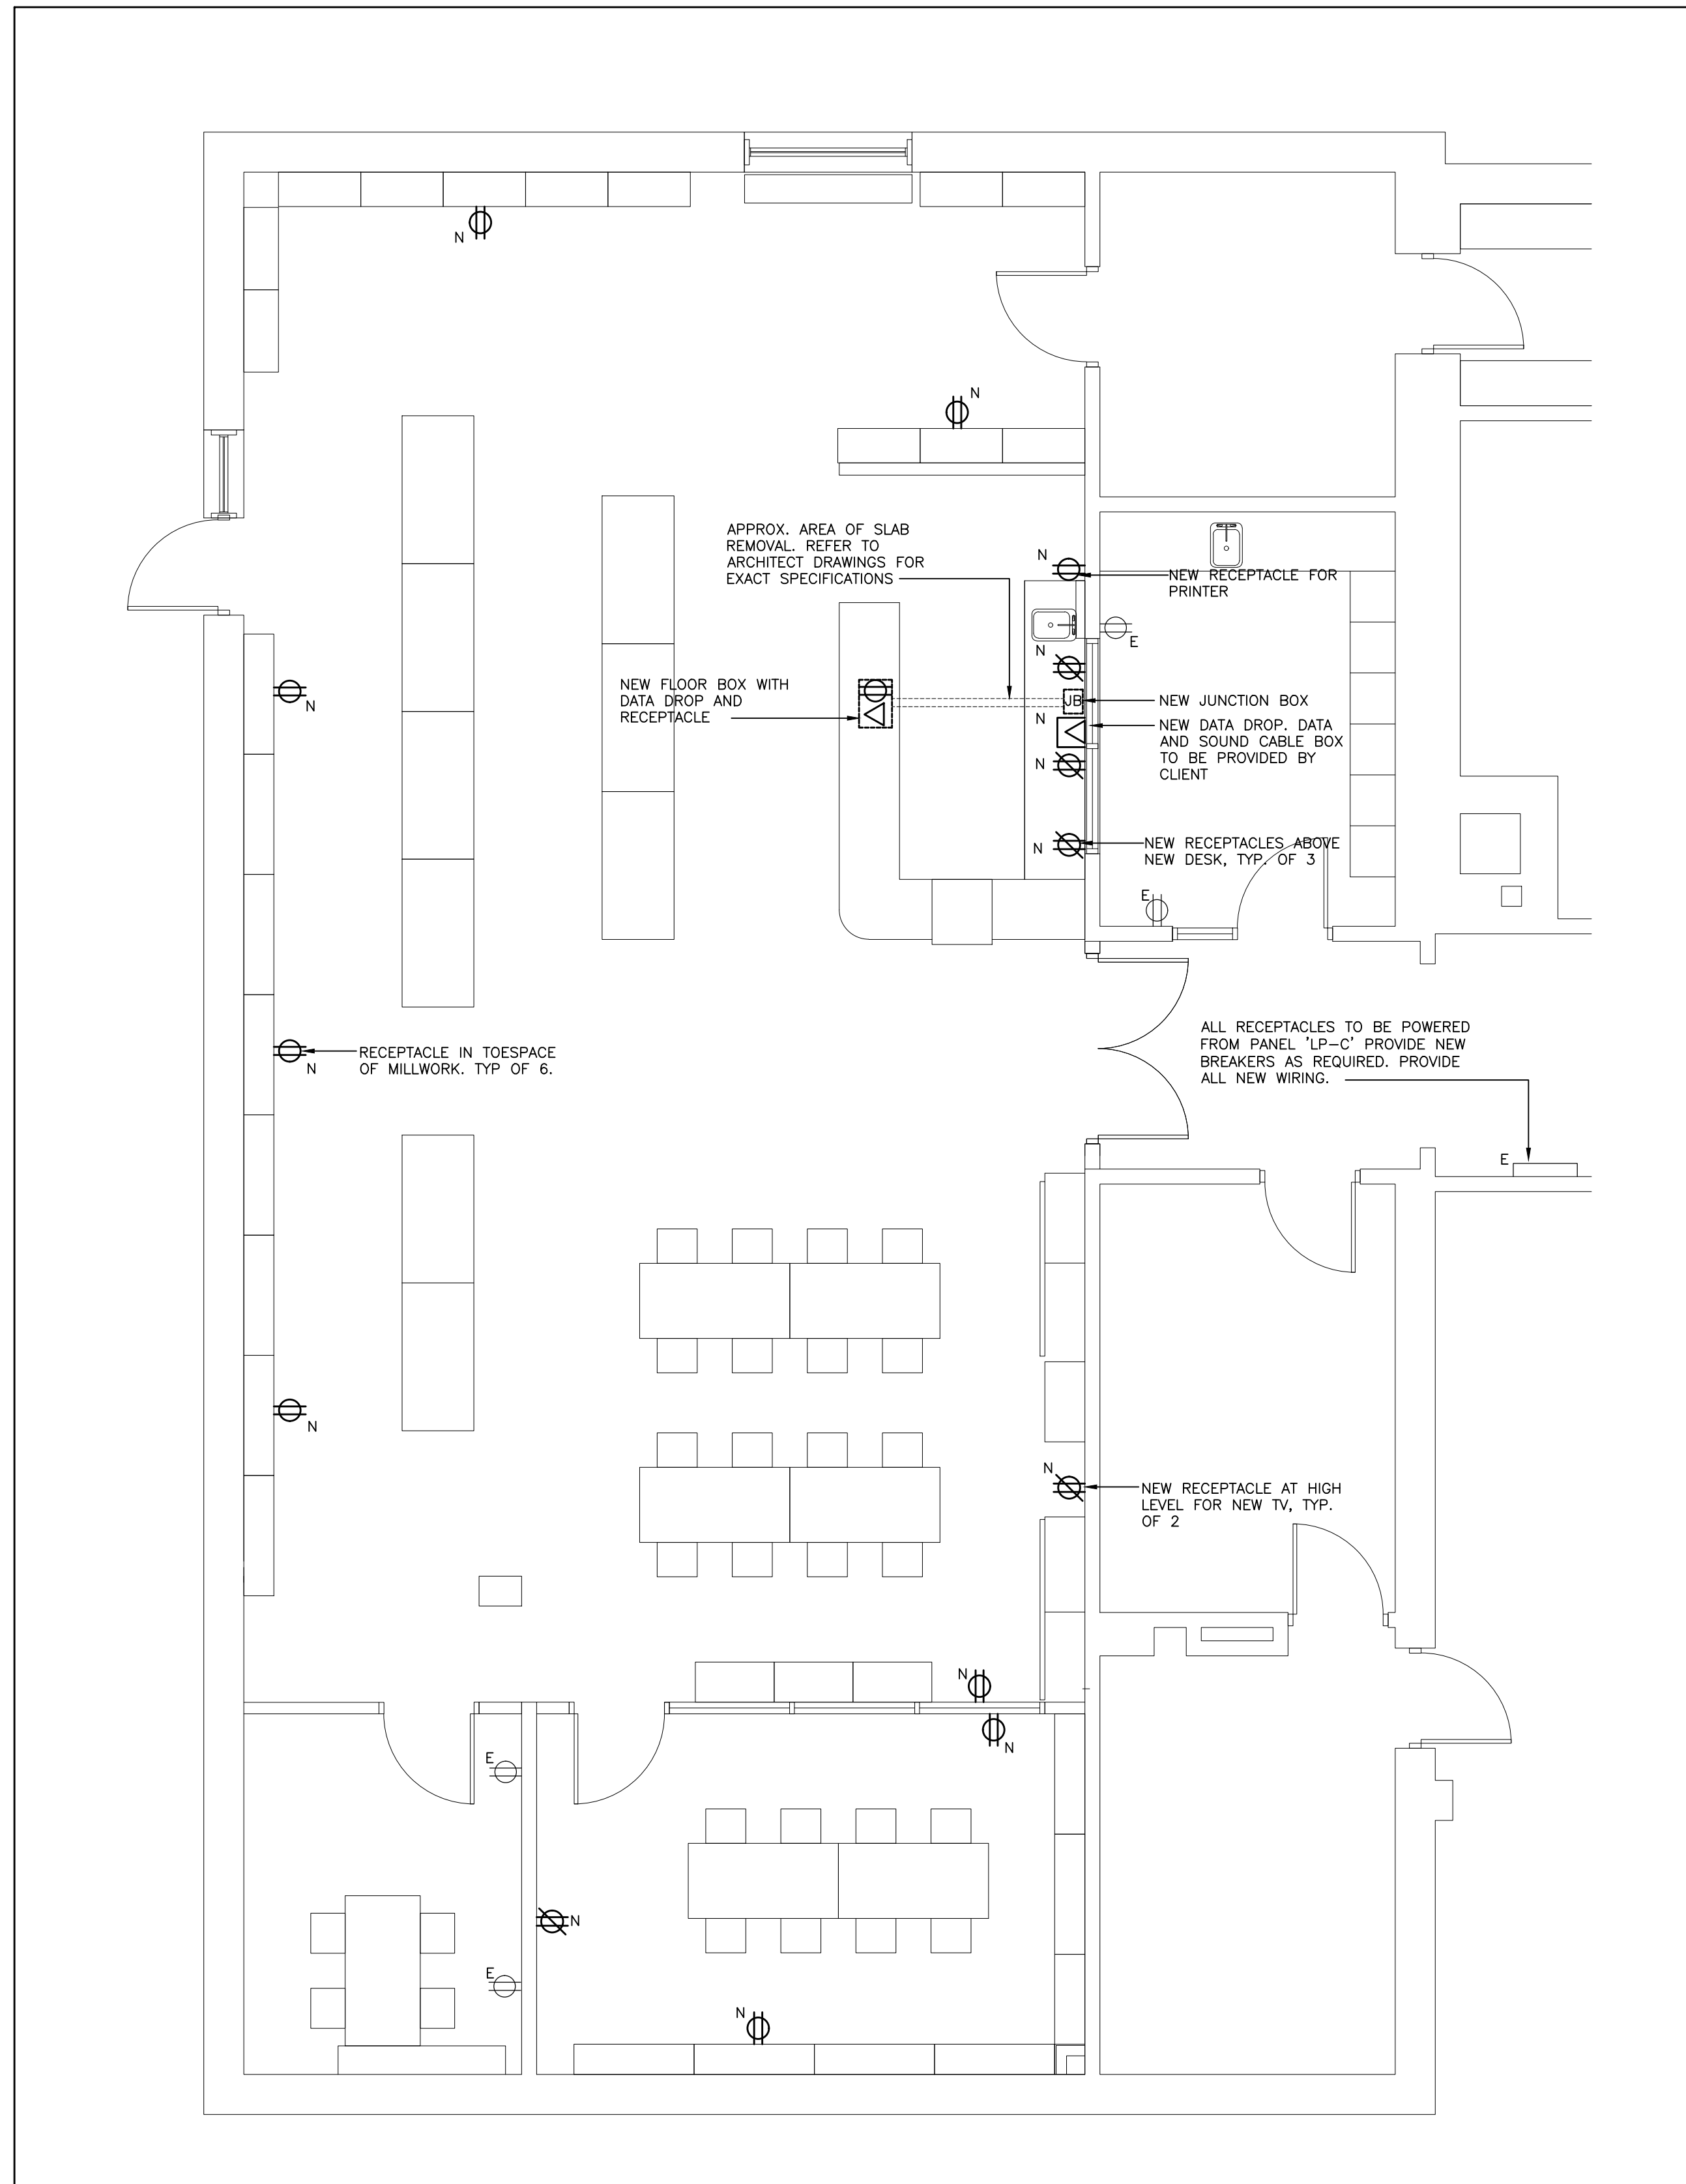 N
N
APPROX. AREA OF SLAB
REMOVAL. REFER TO
ARCHITECT DRAWINGS FOR
EXACT SPECIFICATIONS
N
NEW RECEPTACLE FOR
PRINTER
E
N
NEW FLOOR BOX WITH
DATA DROP AND
RECEPTACLE
N
JB
NEW JUNCTION BOX
N
NEW DATA DROP. DATA
AND SOUND CABLE BOX
TO BE PROVIDED BY
CLIENT
N
N
NEW RECEPTACLES ABOVE
NEW DESK, TYP. OF 3
E
RECEPTACLE IN TOESPACE
OF MILLWORK. TYP OF 6.
N
ALL RECEPTACLES TO BE POWERED
FROM PANEL 'LP-C' PROVIDE NEW
BREAKERS AS REQUIRED. PROVIDE
ALL NEW WIRING.
E
N
N
NEW RECEPTACLE AT HIGH
LEVEL FOR NEW TV, TYP.
OF 2
N
N
E
N
E
N